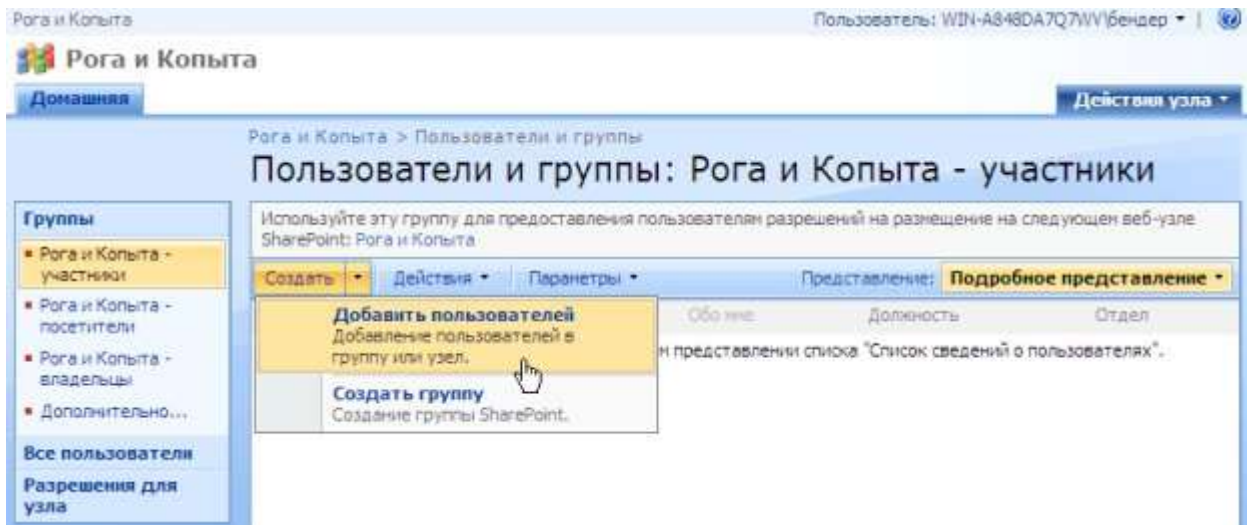 Рога и Копыта
Пользователь: WIN-A848DA7Q7WV\бендер
Рога и Копыта
Домашняя
Действия узла
Рога и Копыта > Пользователи и группы
Пользователи и группы: Рога и Копыта - участники
Группы
Рога и Копыта -
участники
Рога и Копыта -
посетители
Рога и Копыта -
владельцы
Дополнительно...
Все пользователи
Разрешения для
узла
Используйте эту группу для предоставления пользователям разрешений на размещение на следующем веб-узле
SharePoint: Рога и Копыта
Создать Действия Параметры Представление: Подробное представление
Обо мне Должность Отдел
м представлении списка "Список сведений о пользователях".
Добавить пользователей
Добавление пользователей в
группу или узел.
Создать группу
Создание группы SharePoint.